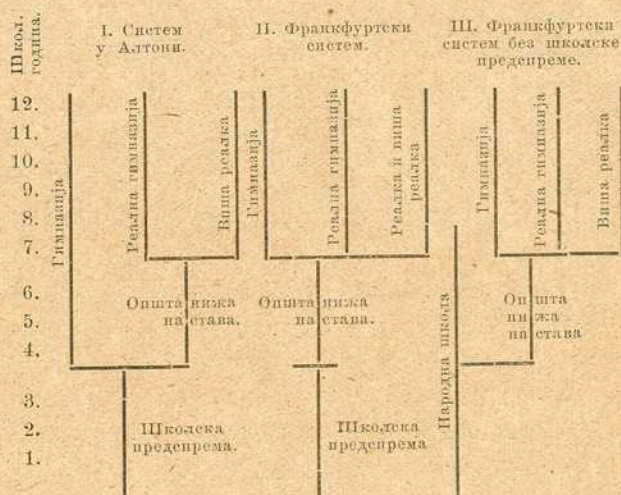 Школ.
година.
I. Систем
у Алтони.
II. Франкфуртски
систем.
III. Франкфуртски
систем без школске
предспреме.
12.
11.
10.
9.
8.
7.
6.
5.
4.
3.
2.
1.
Гимназија
Реална гимназија
Виша реалка
Општа нижа
настава.
Школска
предспрема.
Гимназија
Реална гимназија
Реалка и виша
реалка
Општа нижа
настава.
Школска
предспрема
Народна школа
Гимназија
Реална гимназија
Виша реалка
Општа
нижа
настава